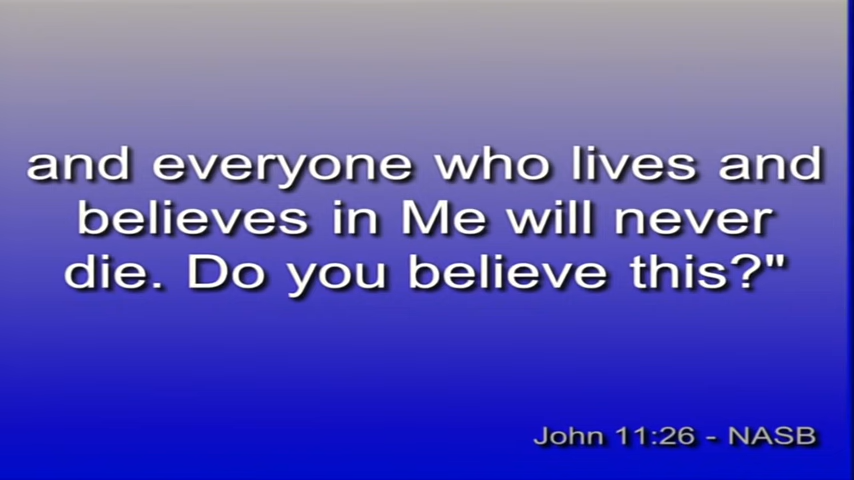 and everyone who lives and
believes in Me will never
die. Do you believe this?"
John 11:26 - NASB